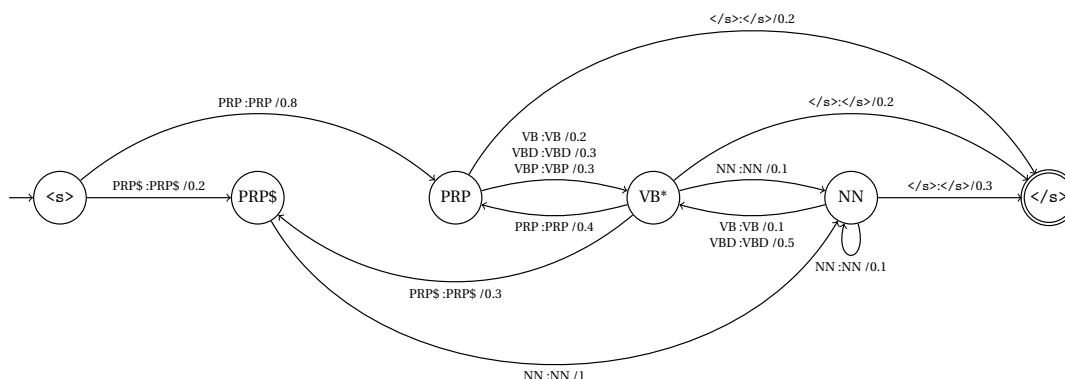 </s>:</s>/0.2
PRP :PRP /0.8
</s>:</s>/0.2
VB :VB /0.2
VBD :VBD /0.3
VBP :VBP /0.3
NN :NN /0.1
PRP$ :PRP$ /0.2
</s>:</s>/0.3
<s>
PRP$
PRP
VB*
NN
</s>
PRP :PRP /0.4
VB :VB /0.1
VBD :VBD /0.5
NN :NN /0.1
PRP$ :PRP$ /0.3
NN :NN /1